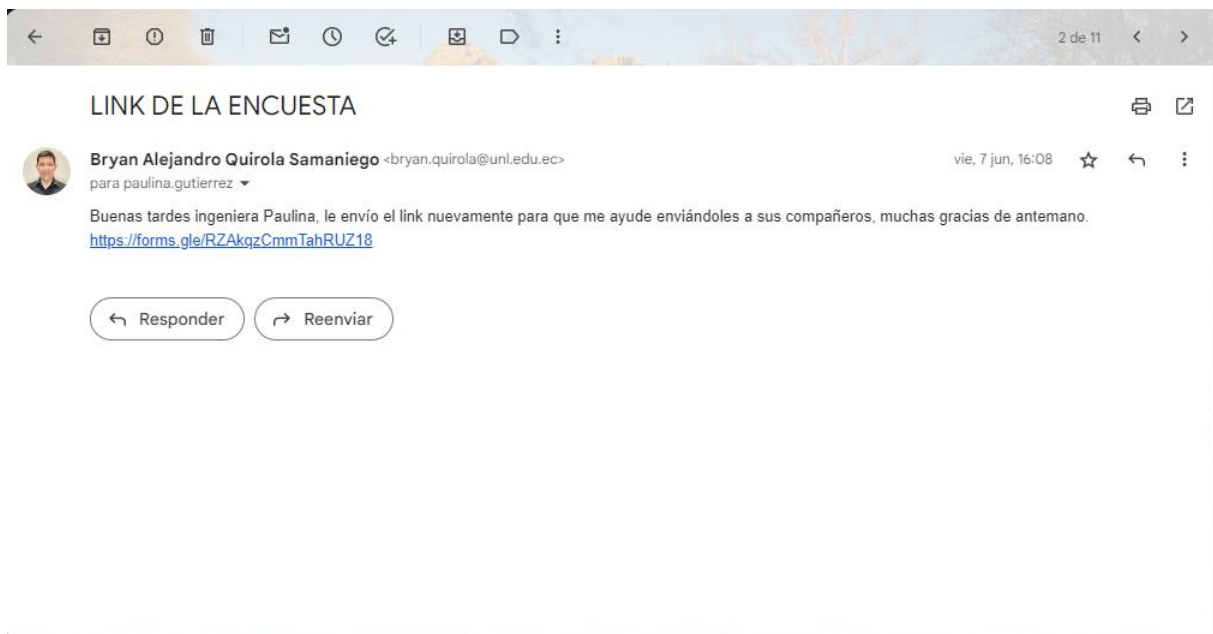 2 de 11
LINK DE LA ENCUESTA
Bryan Alejandro Quirola Samaniego <bryan.quirola@unl.edu.ec>
vie, 7 jun, 16:08
para paulina.gutierrez
Buenas tardes ingeniera Paulina, le envío el link nuevamente para que me ayude enviándoles a sus compañeros, muchas gracias de antemano.
https://forms.gle/RZAkqzCmmTahRUZ18
Responder
Reenviar